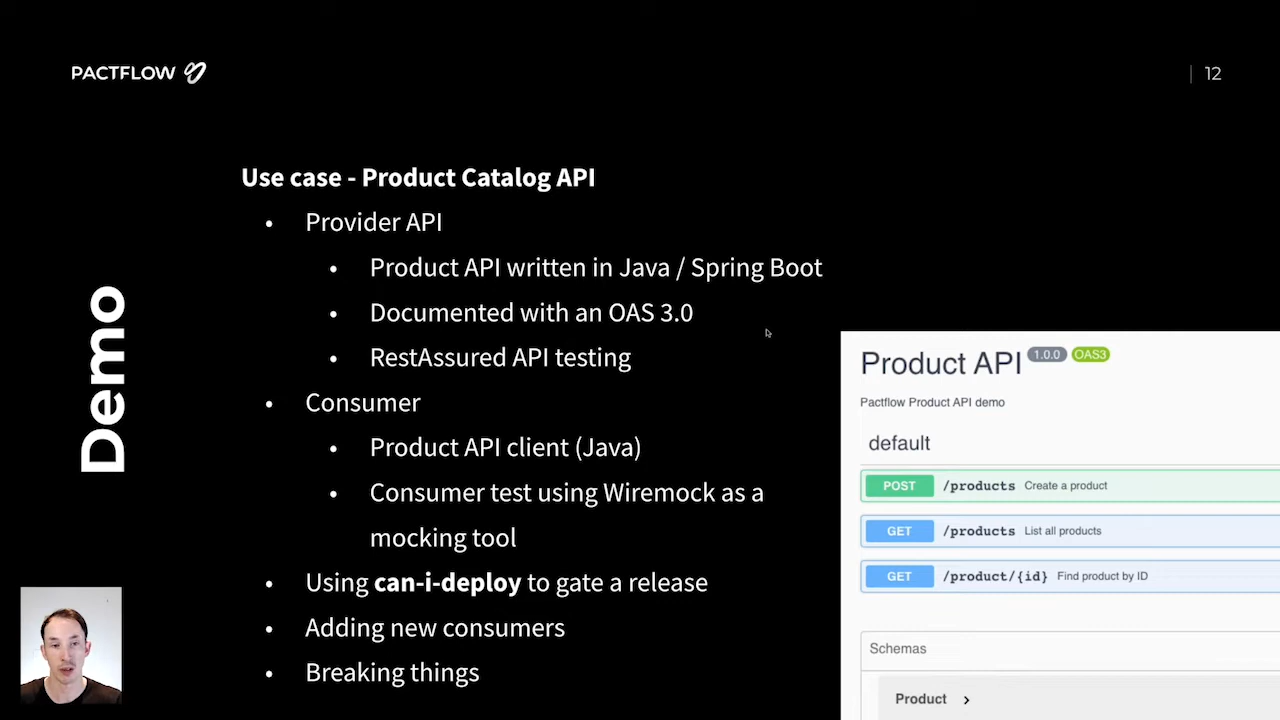 PACTFLOW
12
Demo
Use case - Product Catalog API
• Provider API
• Product API written in Java / Spring Boot
• Documented with an OAS 3.0
• RestAssured API testing
• Consumer
• Product API client (Java)
• Consumer test using Wiremock as a
mocking tool
• Using can-i-deploy to gate a release
• Adding new consumers
• Breaking things
Product API 1.0.0 OAS3
Pactflow Product API demo
default
POST /products Create a product
GET /products List all products
GET /product/{id} Find product by ID
Schemas
Product >